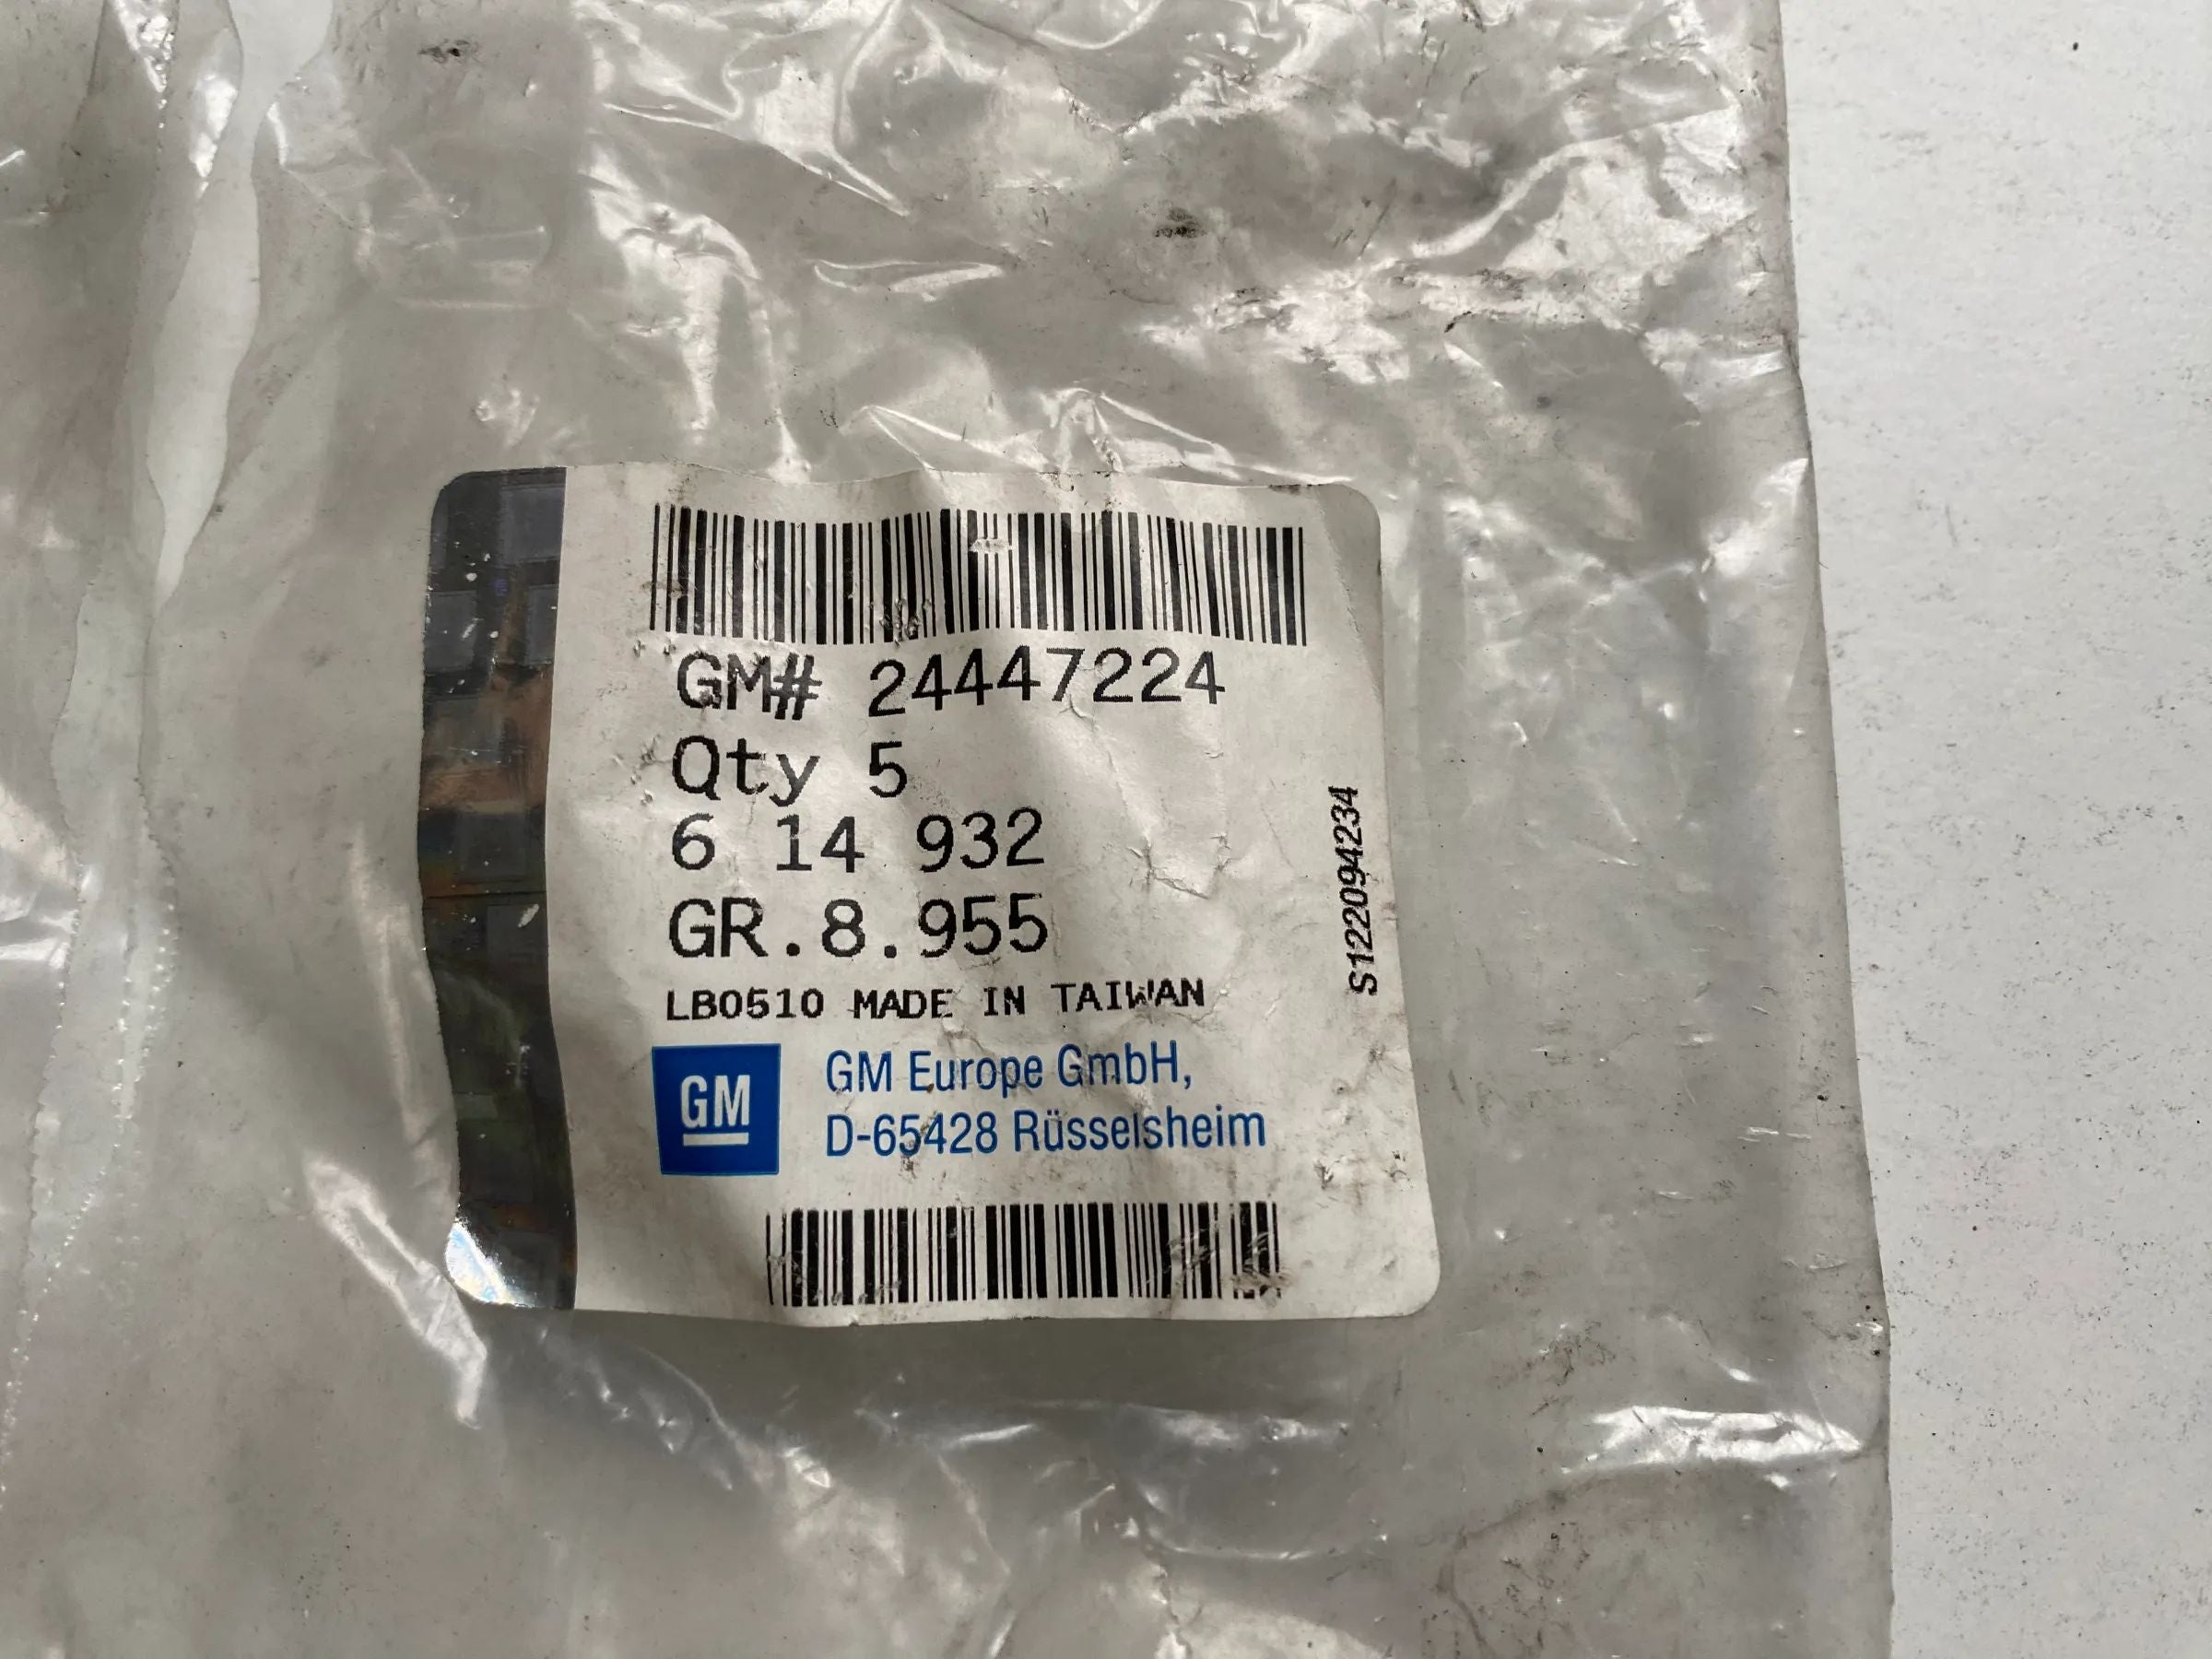 GM# 24447224
Qty 5
6 14 932
GR.8.955
LB0510 MADE IN TAIWAN
S122094234
GM
GM Europe GmbH,
D-65428 Rüsselsheim